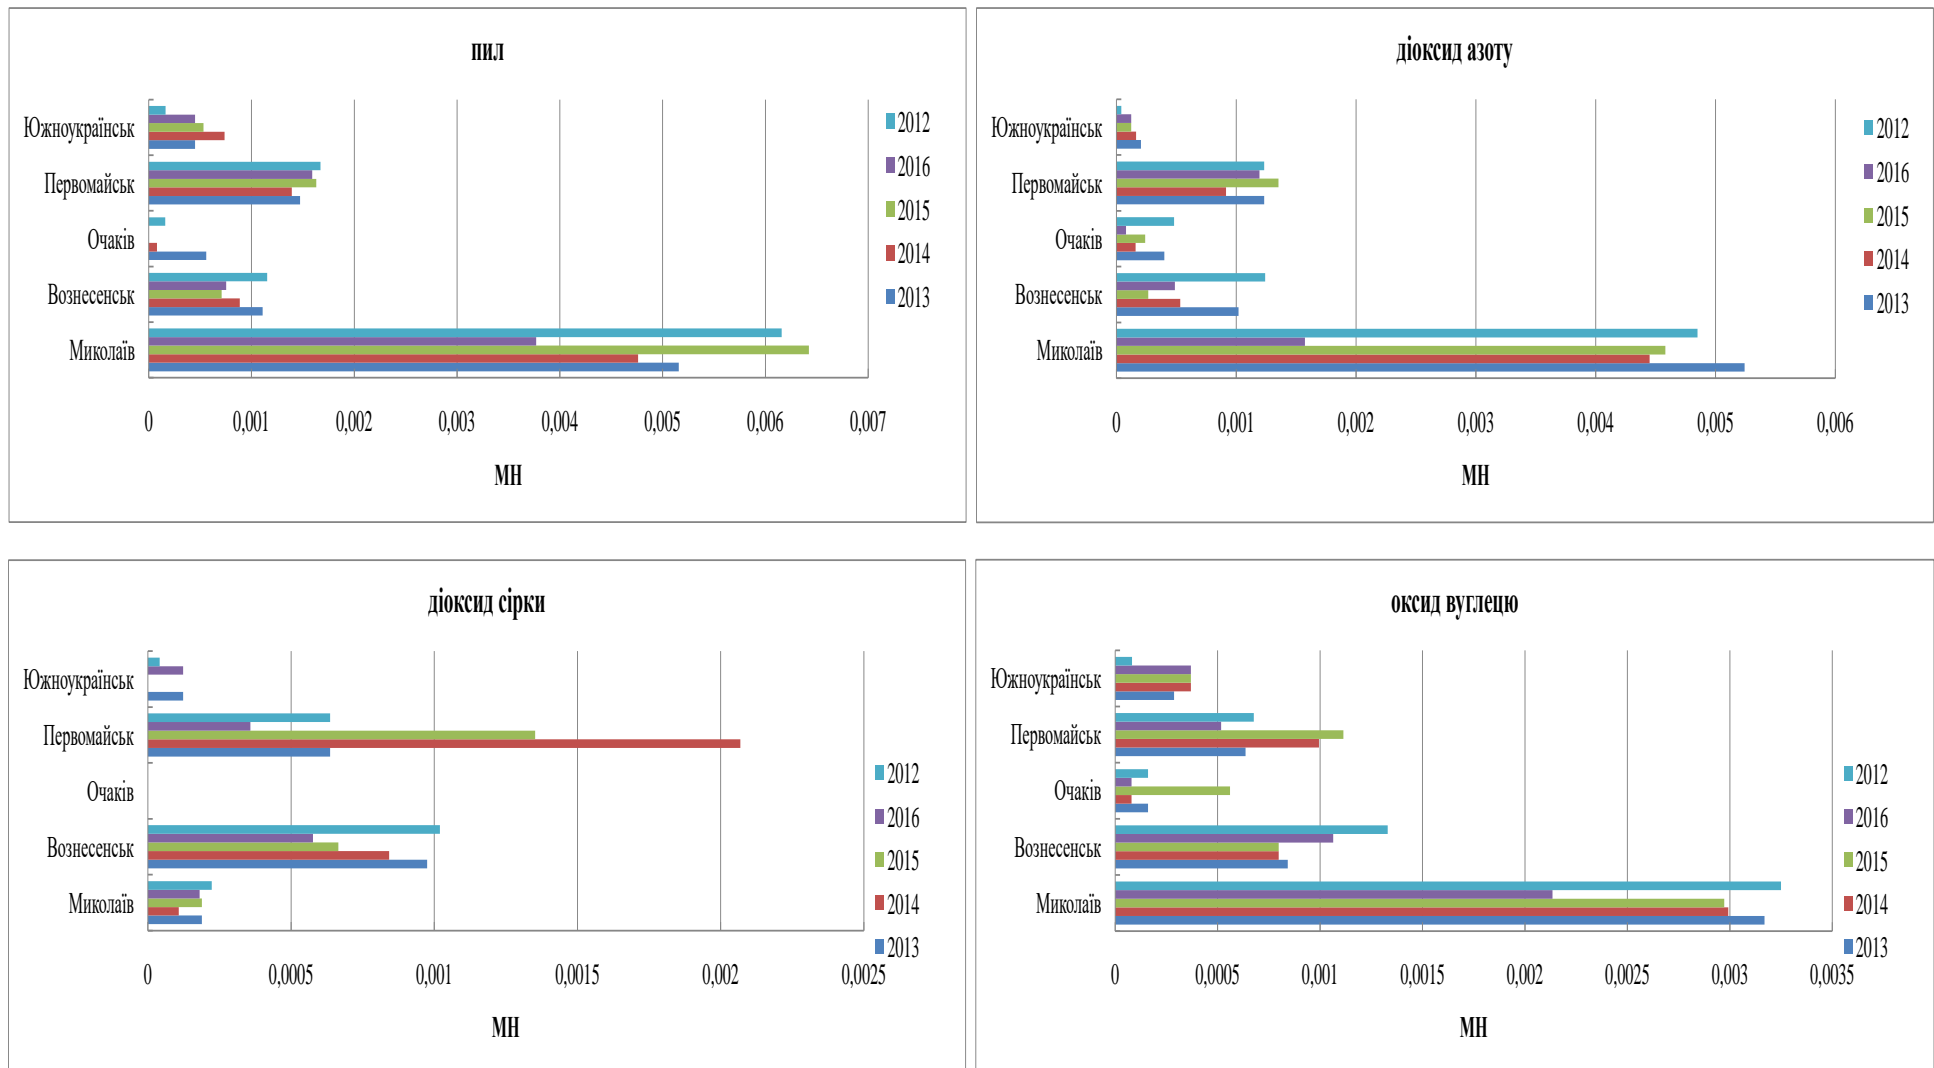 пил
Южноукраїнськ
Первомайськ
Очаків
Вознесенськ
Миколаїв
0 0,001 0,002 0,003 0,004 0,005 0,006 0,007
МН
2012
2016
2015
2014
2013
діоксид азоту
Южноукраїнськ
Первомайськ
Очаків
Вознесенськ
Миколаїв
0 0,001 0,002 0,003 0,004 0,005 0,006
МН
2012
2016
2015
2014
2013
діоксид сірки
Южноукраїнськ
Первомайськ
Очаків
Вознесенськ
Миколаїв
0 0,0005 0,001 0,0015 0,002 0,0025
МН
2012
2016
2015
2014
2013
оксид вуглецю
Южноукраїнськ
Первомайськ
Очаків
Вознесенськ
Миколаїв
0 0,0005 0,001 0,0015 0,002 0,0025 0,003 0,0035
МН
2012
2016
2015
2014
2013